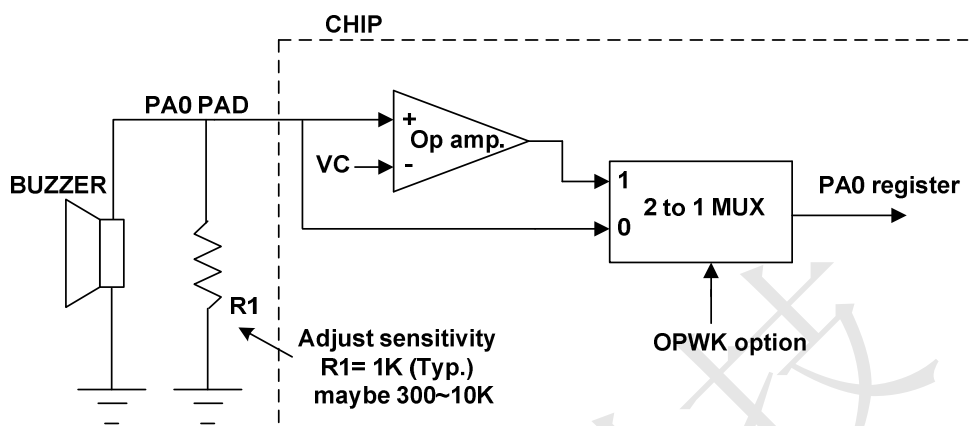 CHIP
PA0 PAD
+
Op amp.
VC
-
BUZZER
1
2 to 1 MUX
0
PA0 register
R1
Adjust sensitivity
R1= 1K (Typ.)
maybe 300~10K
OPWK option